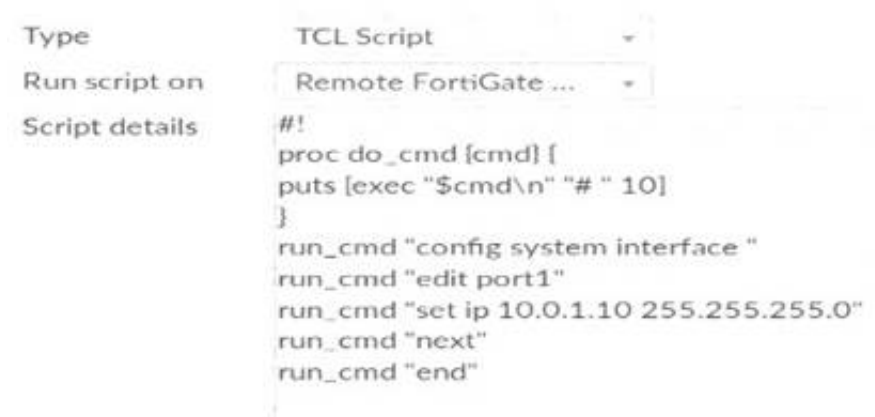 Type TCL Script
Run script on Remote FortiGate ...
Script details #!
proc do_cmd {cmd} {
puts [exec "$cmd\n" "# " 10]
}
run_cmd "config system interface "
run_cmd "edit port1"
run_cmd "set ip 10.0.1.10 255.255.255.0"
run_cmd "next"
run_cmd "end"